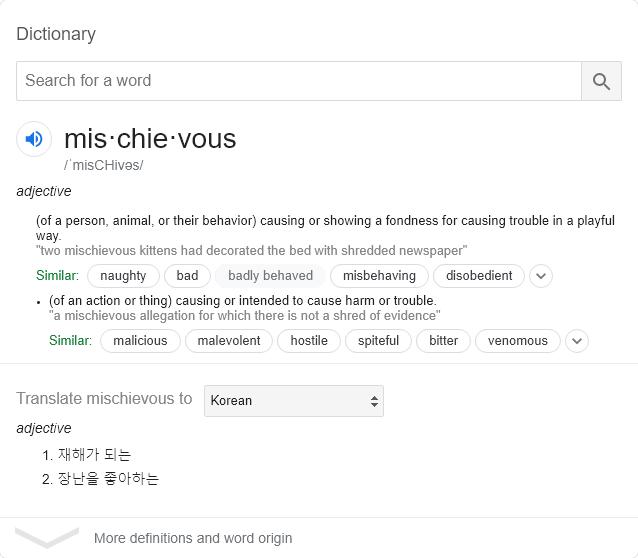 Dictionary
Search for a word
mis·chie·vous
/ˈmisCHivəs/
adjective
(of a person, animal, or their behavior) causing or showing a fondness for causing trouble in a playful
way.
"two mischievous kittens had decorated the bed with shredded newspaper"
Similar: naughty bad badly behaved misbehaving disobedient
• (of an action or thing) causing or intended to cause harm or trouble.
"a mischievous allegation for which there is not a shred of evidence"
Similar: malicious malevolent hostile spiteful bitter venomous
Translate mischievous to Korean
adjective
1. 재해가 되는
2. 장난을 좋아하는
More definitions and word origin